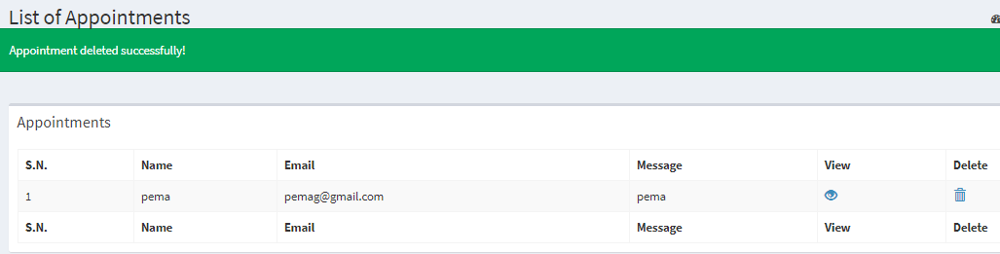 List of Appointments
Appointment deleted successfully!
Appointments
S.N. Name Email Message View Delete
1 pema pemag@gmail.com pema
S.N. Name Email Message View Delete